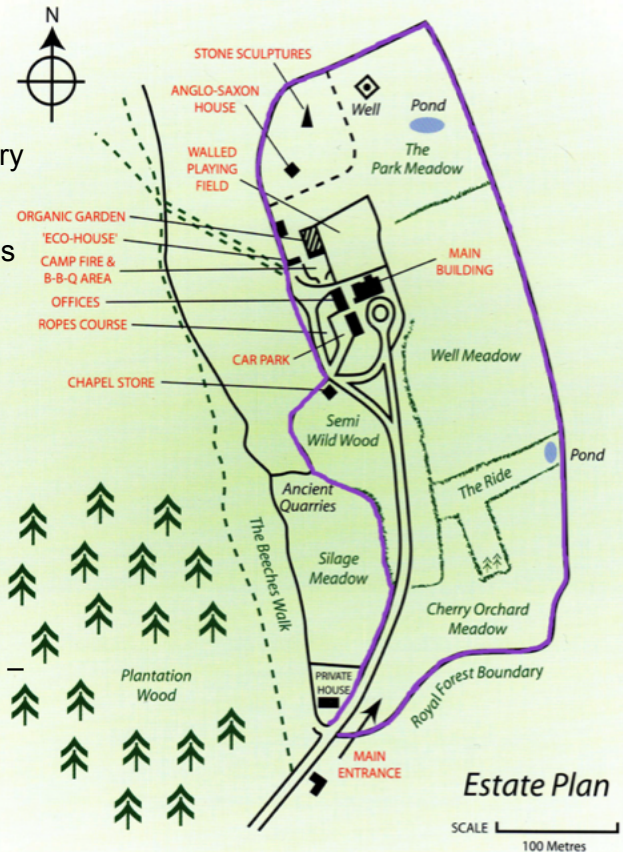 N
STONE SCULPTURES
ANGLO-SAXON
HOUSE
Well
Pond
ry
The
Park Meadow
WALLED
PLAYING
FIELD
ORGANIC GARDEN
'ECO-HOUSE'
s
CAMP FIRE &
B-B-Q AREA
MAIN
BUILDING
OFFICES
ROPES COURSE
CAR PARK
Well Meadow
CHAPEL STORE
Semi
Wild Wood
Pond
The Ride
Ancient
Quarries
The Beeches Walk
Silage
Meadow
Cherry Orchard
Meadow
–
Plantation
Wood
PRIVATE
HOUSE
Royal Forest Boundary
MAIN
ENTRANCE
Estate Plan
SCALE
100 Metres